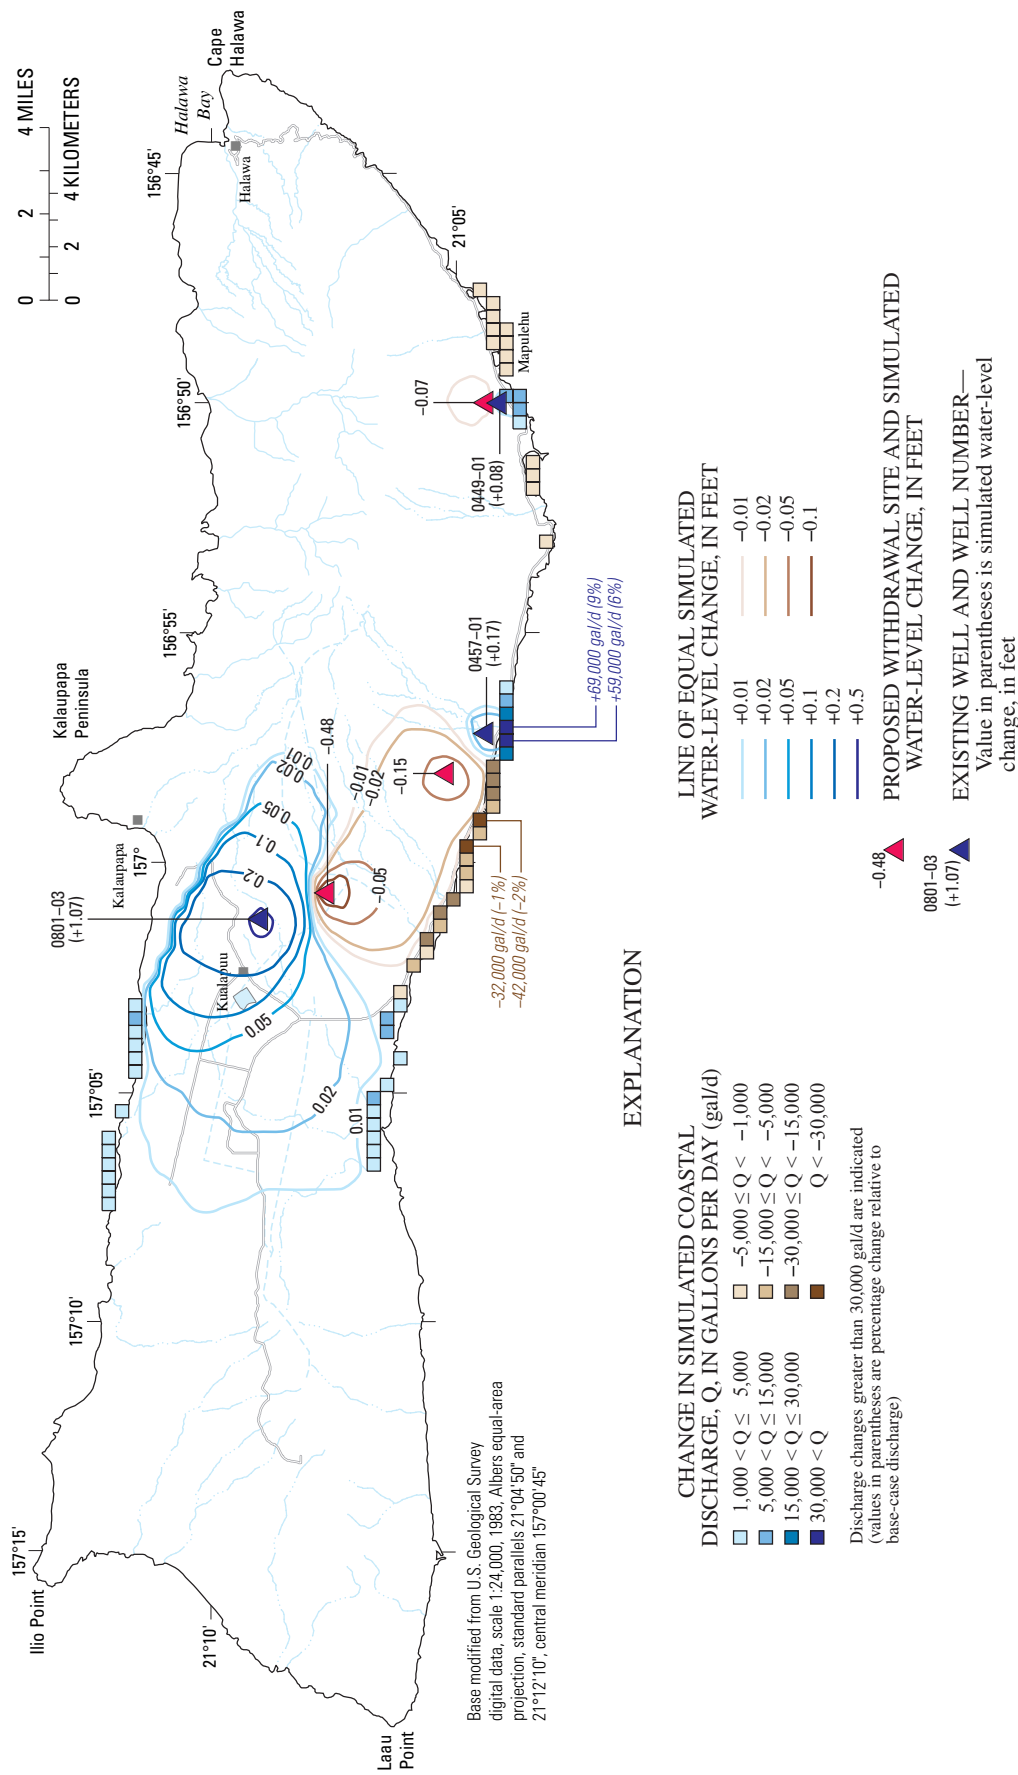 0 2 4 MILES
0 2 4 KILOMETERS
Ilio Point
157°15'
157°10'
157°05'
Kalaupapa
157°
Kalaupapa
Peninsula
156°55'
156°50'
156°45'
Halawa
Bay
Cape
Halawa
Halawa
21°10'
21°05'
Laau
Point
Kualapuu
Mapulehu
0801–03
(+1.07)
0.01
0.02
0.05
0.1
0.2
0.05
0.02
0.01
–0.48
–0.01
–0.02
–0.15
–0.05
0457–01
(+0.17)
0449–01
(+0.08)
–0.07
+69,000 gal/d (9%)
+59,000 gal/d (6%)
–32,000 gal/d (–1%)
–42,000 gal/d (–2%)
Base modified from U.S. Geological Survey
digital data, scale 1:24,000, 1983, Albers equal-area
projection, standard parallels 21°04'50" and
21°12'10", central meridian 157°00'45"
EXPLANATION
CHANGE IN SIMULATED COASTAL
DISCHARGE, Q, IN GALLONS PER DAY (gal/d)
1,000 < Q ≤ 5,000
5,000 < Q ≤ 15,000
15,000 < Q ≤ 30,000
30,000 < Q
–5,000 ≤ Q < –1,000
–15,000 ≤ Q < –5,000
–30,000 ≤ Q < –15,000
Q < –30,000
Discharge changes greater than 30,000 gal/d are indicated
(values in parentheses are percentage change relative to
base-case discharge)
LINE OF EQUAL SIMULATED
WATER-LEVEL CHANGE, IN FEET
+0.01
+0.02
+0.05
+0.1
+0.2
+0.5
–0.01
–0.02
–0.05
–0.1
–0.48
PROPOSED WITHDRAWAL SITE AND SIMULATED
WATER-LEVEL CHANGE, IN FEET
0801–03
(+1.07)
EXISTING WELL AND WELL NUMBER—
Value in parentheses is simulated water-level
change, in feet